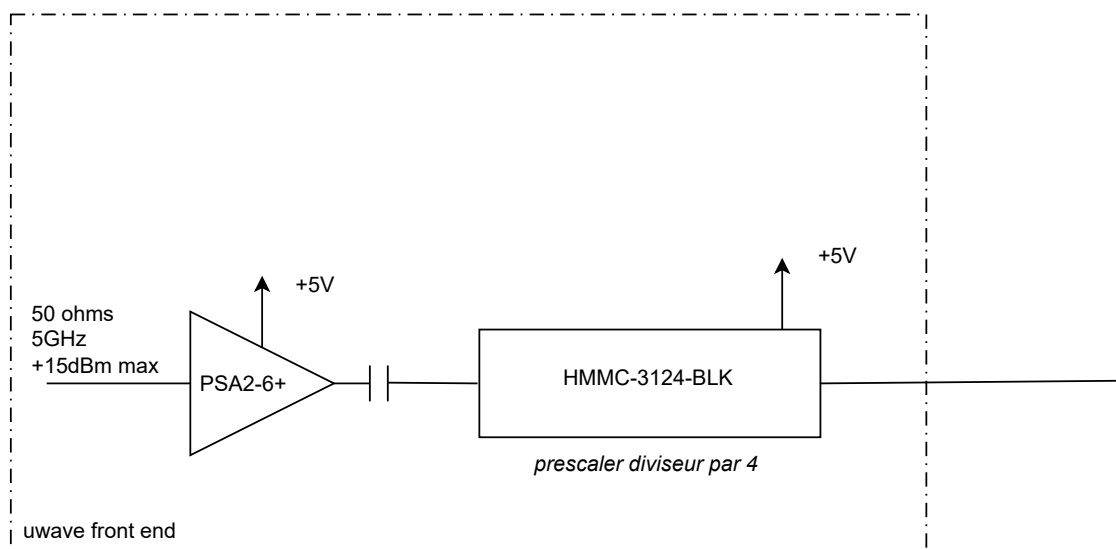 +5V
+5V
50 ohms
5GHz
+15dBm max
PSA2-6+
HMMC-3124-BLK
prescaler diviseur par 4
uwave front end